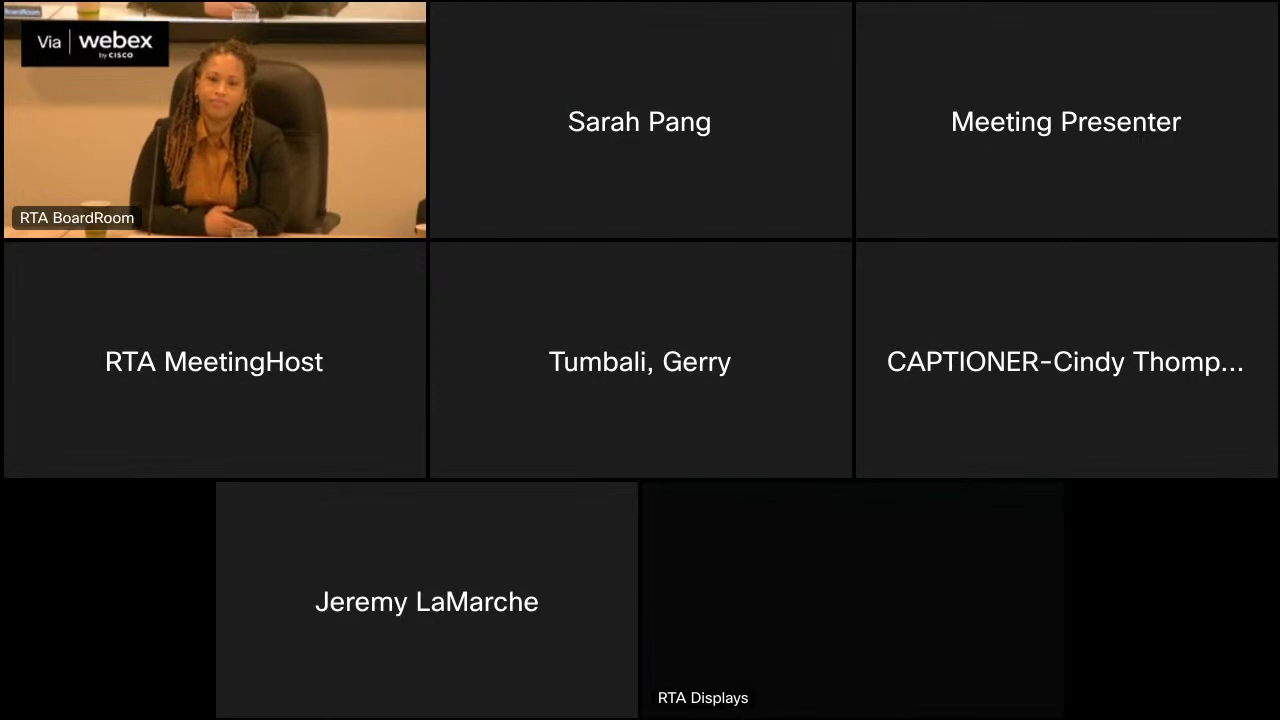 BoardRoom
Via | webex
by CISCO
RTA BoardRoom
Sarah Pang
Meeting Presenter
RTA MeetingHost
Tumbali, Gerry
CAPTIONER-Cindy Thomp...
Jeremy LaMarche
RTA Displays